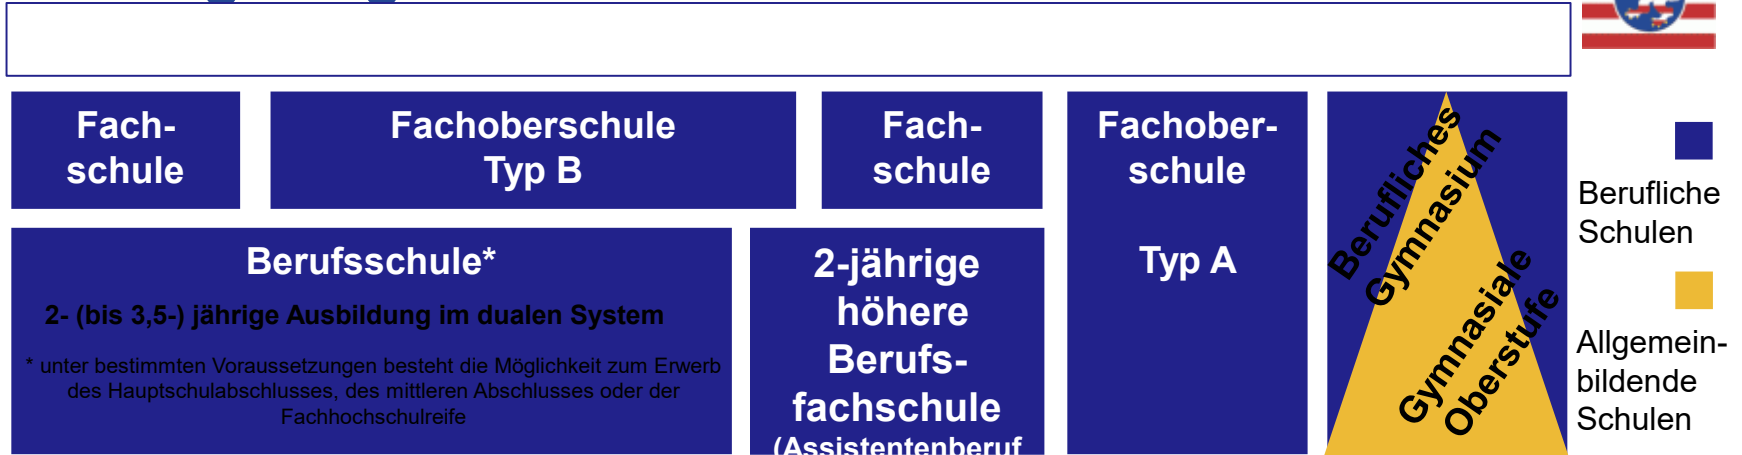 Fach-
schule
Fachoberschule
Typ B
Fach-
schule
Fachober-
schule
Typ A
Berufliches
Gymnasium
Gymnasiale
Oberstufe
Berufliche
Schulen
Allgemein-
bildende
Schulen
Berufsschule*
2- (bis 3,5-) jährige Ausbildung im dualen System
* unter bestimmten Voraussetzungen besteht die Möglichkeit zum Erwerb
des Hauptschulabschlusses, des mittleren Abschlusses oder der
Fachhochschulreife
2-jährige
höhere
Berufs-
fachschule
(Assistentenberuf